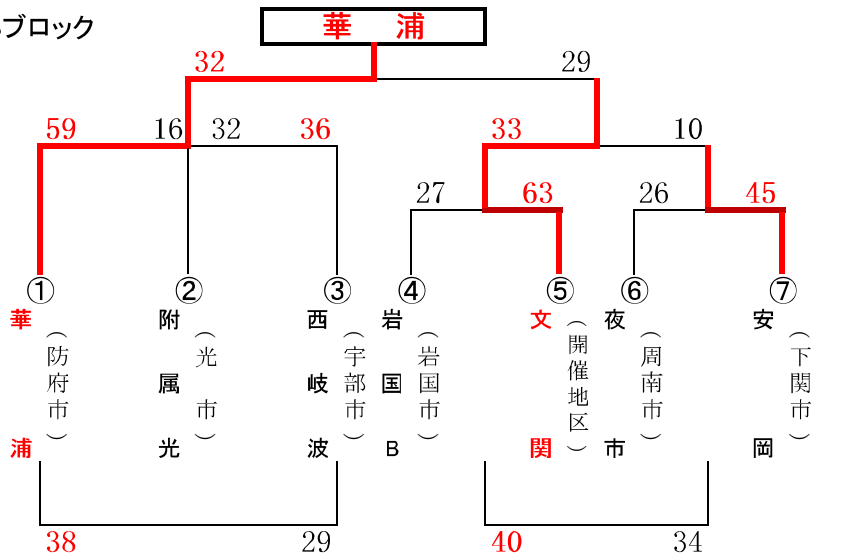 ブロック
華 浦
32 29
59 16 32 36 33 10
27 63 26 45
① ② ③ ④ ⑤ ⑥ ⑦
華浦
(防府市)
附属光
(光市)
西岐波
(宇部市)
岩国B
(岩国市)
文関
(開催地区)
夜市
(周南市)
安岡
(下関市)
38 29 40 34